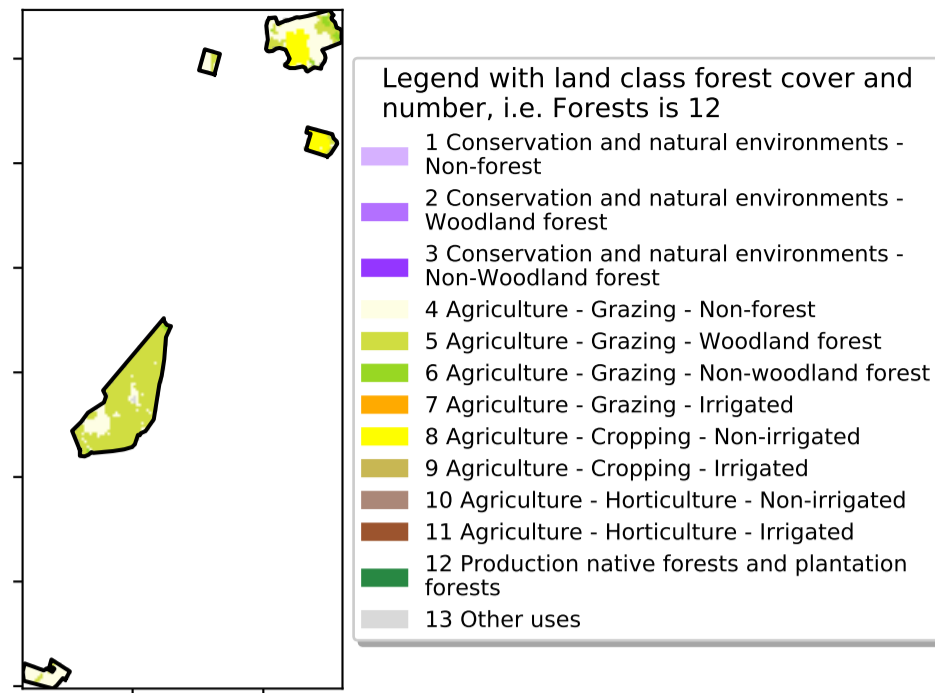 Legend with land class forest cover and
number, i.e. Forests is 12
1 Conservation and natural environments -
Non-forest
2 Conservation and natural environments -
Woodland forest
3 Conservation and natural environments -
Non-Woodland forest
4 Agriculture - Grazing - Non-forest
5 Agriculture - Grazing - Woodland forest
6 Agriculture - Grazing - Non-woodland forest
7 Agriculture - Grazing - Irrigated
8 Agriculture - Cropping - Non-irrigated
9 Agriculture - Cropping - Irrigated
10 Agriculture - Horticulture - Non-irrigated
11 Agriculture - Horticulture - Irrigated
12 Production native forests and plantation
forests
13 Other uses